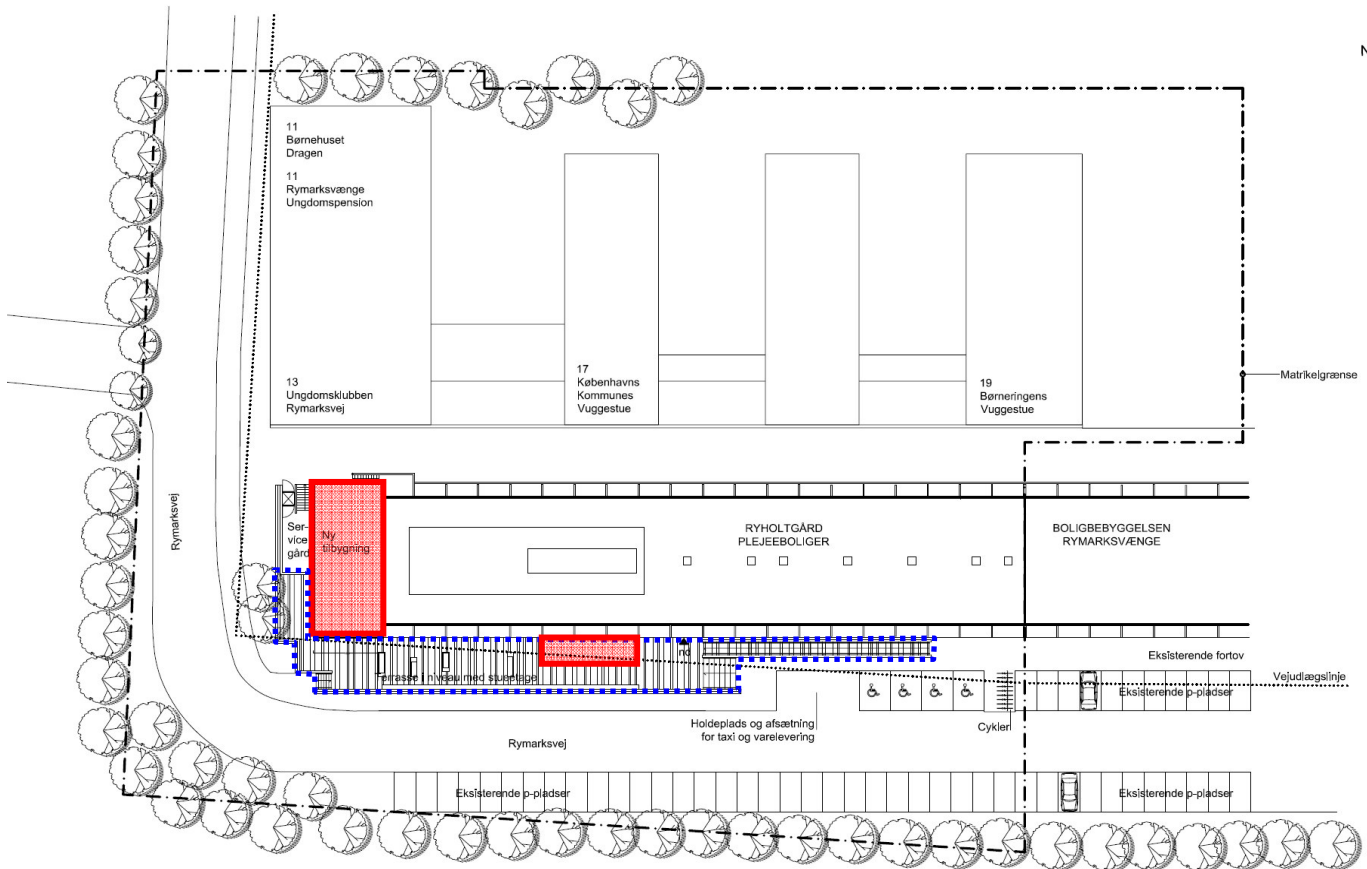 N
11
Børnehuset
Dragen
11
Rymarksvænge
Ungdomspension
13
Ungdomsklubben
Rymarksvej
17
Københavns
Kommunes
Vuggestue
19
Børneringens
Vuggestue
Matrikelgrænse
Rymarksvej
Ser-
vice
gård
Ny
tilbygning
RYHOLTGÅRD
PLEJEEBOLIGER
BOLIGBEBYGGELSEN
RYMARKSVÆNGE
Terrasse i niveau med stueetage
Eksisterende fortov
Vejudlægslinje
Eksisterende p-pladser
Holdeplads og afsætning
for taxi og varelevering
Cykler
Rymarksvej
Eksisterende p-pladser
Eksisterende p-pladser